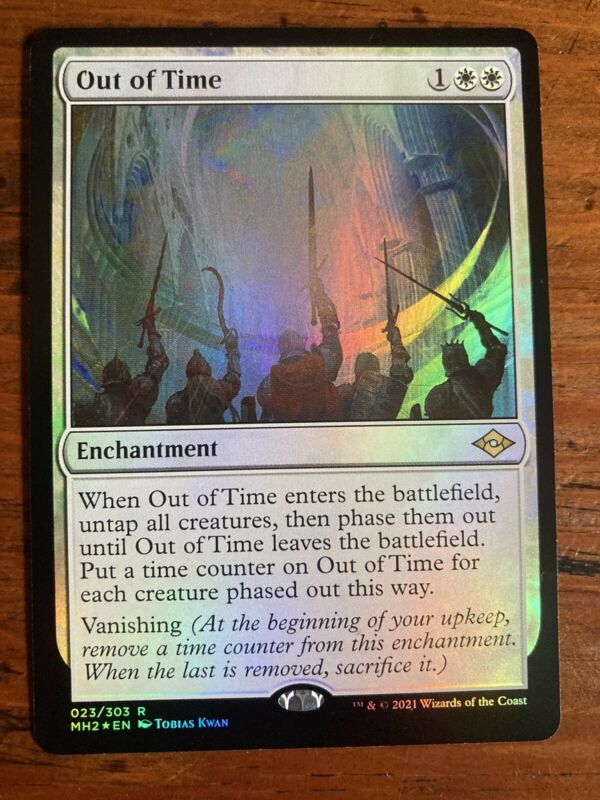 Out of Time 1
Enchantment
When Out of Time enters the battlefield,
untap all creatures, then phase them out
until Out of Time leaves the battlefield.
Put a time counter on Out of Time for
each creature phased out this way.
Vanishing (At the beginning of your upkeep,
remove a time counter from this enchantment.
When the last is removed, sacrifice it.)
023/303 R
MH2★EN Tobias Kwan
™ & © 2021 Wizards of the Coast